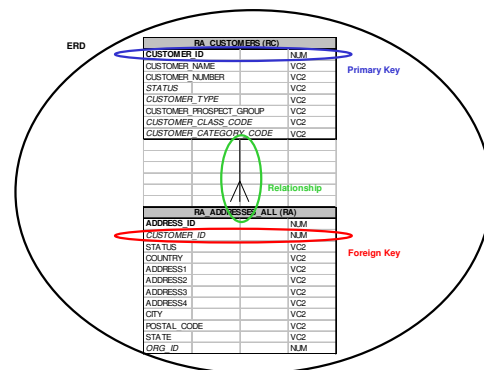 ERD
RA_CUSTOMERS (RC)
CUSTOMER_ID NUM
Primary Key
CUSTOMER_NAME VC2
CUSTOMER_NUMBER VC2
STATUS VC2
CUSTOMER_TYPE VC2
CUSTOMER_PROSPECT_GROUP VC2
CUSTOMER_CLASS_CODE VC2
CUSTOMER_CATEGORY_CODE VC2
Relationship
RA_ADDRESSES_ALL (RA)
ADDRESS_ID NUM
CUSTOMER_ID NUM
STATUS VC2
Foreign Key
COUNTRY VC2
ADDRESS1 VC2
ADDRESS2 VC2
ADDRESS3 VC2
ADDRESS4 VC2
CITY VC2
POSTAL_CODE VC2
STATE VC2
ORG_ID NUM